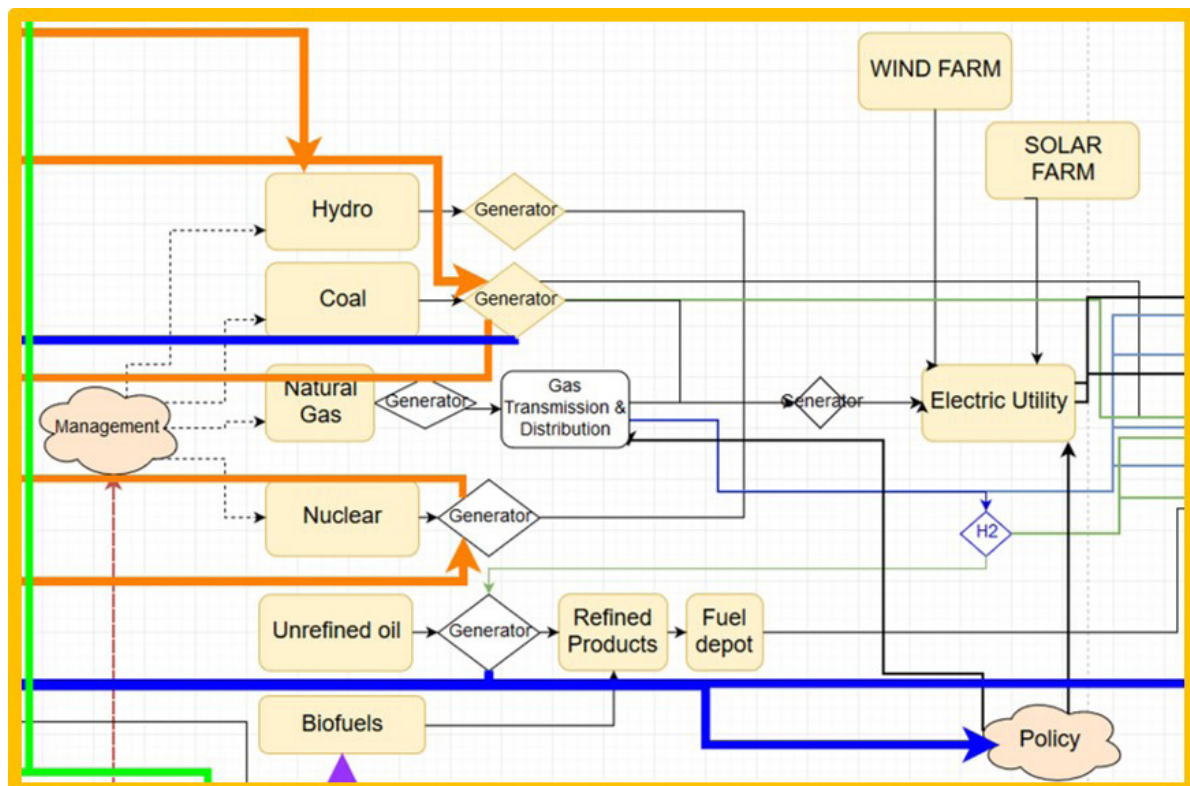 WIND FARM
SOLAR
FARM
Hydro
Generator
Coal
Generator
Natural
Gas
Generator
Gas
Transmission &
Distribution
Generator
Electric Utility
Management
Nuclear
Generator
H2
Unrefined oil
Generator
Refined
Products
Fuel
depot
Biofuels
Policy